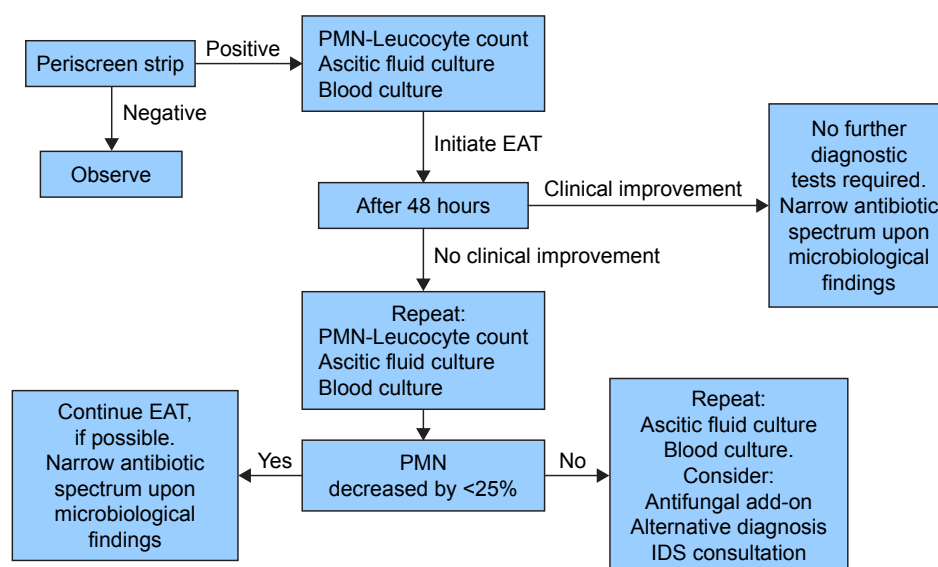 Periscreen strip
Positive
PMN-Leucocyte count
Ascitic fluid culture
Blood culture
Negative
Observe
Initiate EAT
After 48 hours
Clinical improvement
No further
diagnostic
tests required.
Narrow antibiotic
spectrum upon
microbiological
findings
No clinical improvement
Repeat:
PMN-Leucocyte count
Ascitic fluid culture
Blood culture
PMN
decreased by <25%
Yes
Continue EAT,
if possible.
Narrow antibiotic
spectrum upon
microbiological
findings
No
Repeat:
Ascitic fluid culture
Blood culture.
Consider:
Antifungal add-on
Alternative diagnosis
IDS consultation